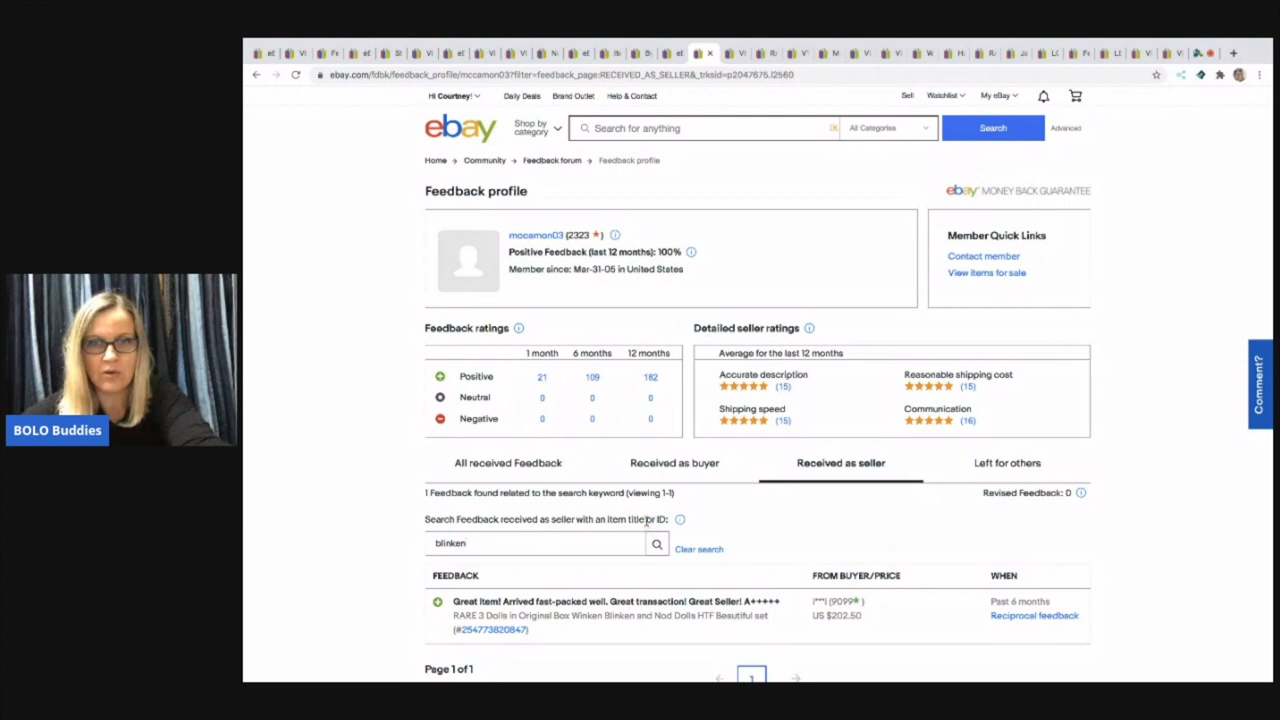 ebay.com/fdbk/feedback_profile/mccamon03?filter=feedback_page:RECEIVED_AS_SELLER&_trksid=p2047675.l2560
Hi Courtney!
Daily Deals
Brand Outlet
Help & Contact
Sell
Watchlist
My eBay
ebay
Shop by category
Search for anything
All Categories
Search
Advanced
Home
Community
Feedback forum
Feedback profile
Feedback profile
ebay MONEY BACK GUARANTEE
mccamon03 (2323 )
Positive Feedback (last 12 months): 100%
Member since: Mar-31-05 in United States
Member Quick Links
Contact member
View items for sale
Feedback ratings
Detailed seller ratings
1 month 6 months 12 months
Positive 21 109 182
Neutral 0 0 0
Negative 0 0 0
Average for the last 12 months
Accurate description
(15)
Reasonable shipping cost
(15)
Shipping speed
(15)
Communication
(16)
Comment?
BOLO Buddies
All received Feedback
Received as buyer
Received as seller
Left for others
1 Feedback found related to the search keyword (viewing 1-1)
Revised Feedback: 0
Search Feedback received as seller with an item title or ID:
blinken
Clear search
FEEDBACK FROM BUYER/PRICE WHEN
Great item! Arrived fast-packed well. Great transaction! Great Seller! A+++++
i***i (9099 )
Past 6 months
RARE 3 Dolls in Original Box Winken Blinken and Nod Dolls HTF Beautiful set
US $202.50
Reciprocal feedback
(#254773820847)
Page 1 of 1
1